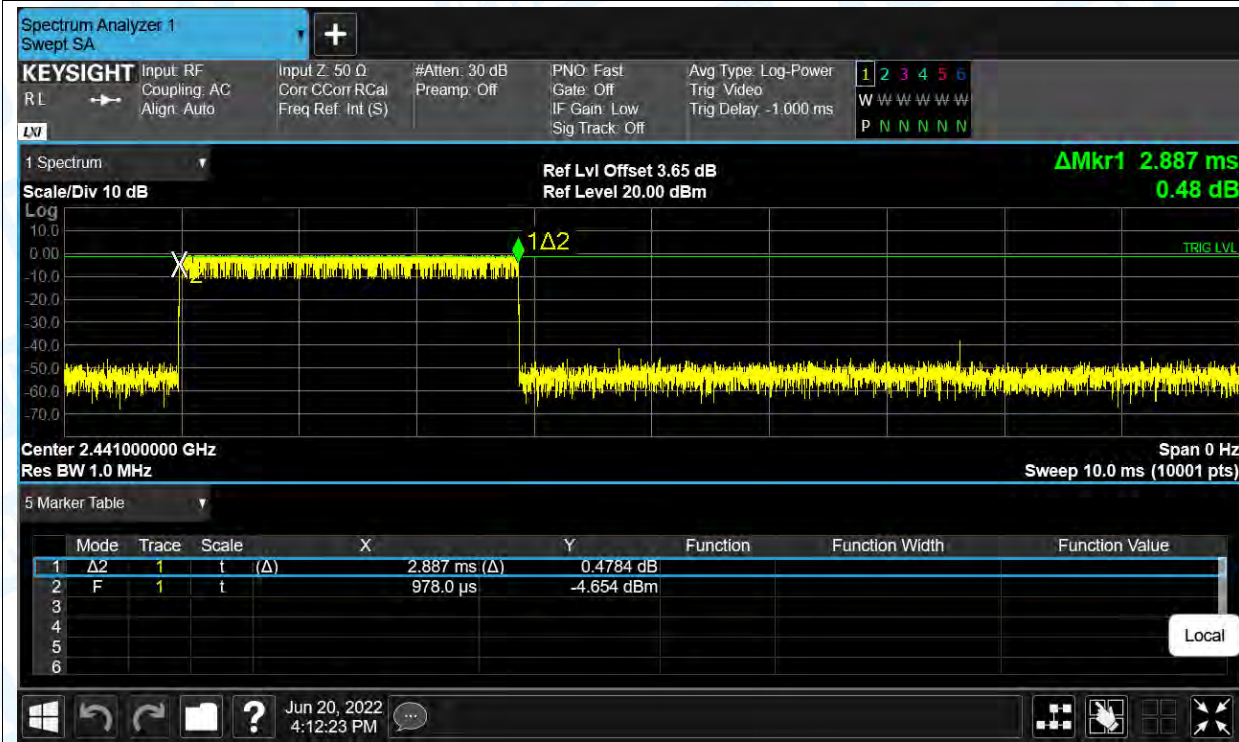 Spectrum Analyzer 1
Swept SA
+
KEYSIGHT
R L
LXI
Input: RF
Coupling: AC
Align: Auto
Input Z: 50 Ω
Corr CCorr RCal
Freq Ref: Int (S)
#Atten: 30 dB
Preamp: Off
PNO: Fast
Gate: Off
IF Gain: Low
Sig Track: Off
Avg Type: Log-Power
Trig: Video
Trig Delay: -1.000 ms
1 2 3 4 5 6
W W W W W W
P N N N N N
1 Spectrum
Scale/Div 10 dB
Ref Lvl Offset 3.65 dB
Ref Level 20.00 dBm
ΔMkr1 2.887 ms
0.48 dB
Log
10.0
0.00
-10.0
-20.0
-30.0
-40.0
-50.0
-60.0
-70.0
X
2
1Δ2
TRIG LVL
Center 2.441000000 GHz
Res BW 1.0 MHz
Span 0 Hz
Sweep 10.0 ms (10001 pts)
5 Marker Table
Mode Trace Scale X Y Function Function Width Function Value
1 Δ2 1 t (Δ) 2.887 ms (Δ) 0.4784 dB
2 F 1 t 978.0 µs -4.654 dBm
3
4
5
6
Local
?
Jun 20, 2022
4:12:23 PM